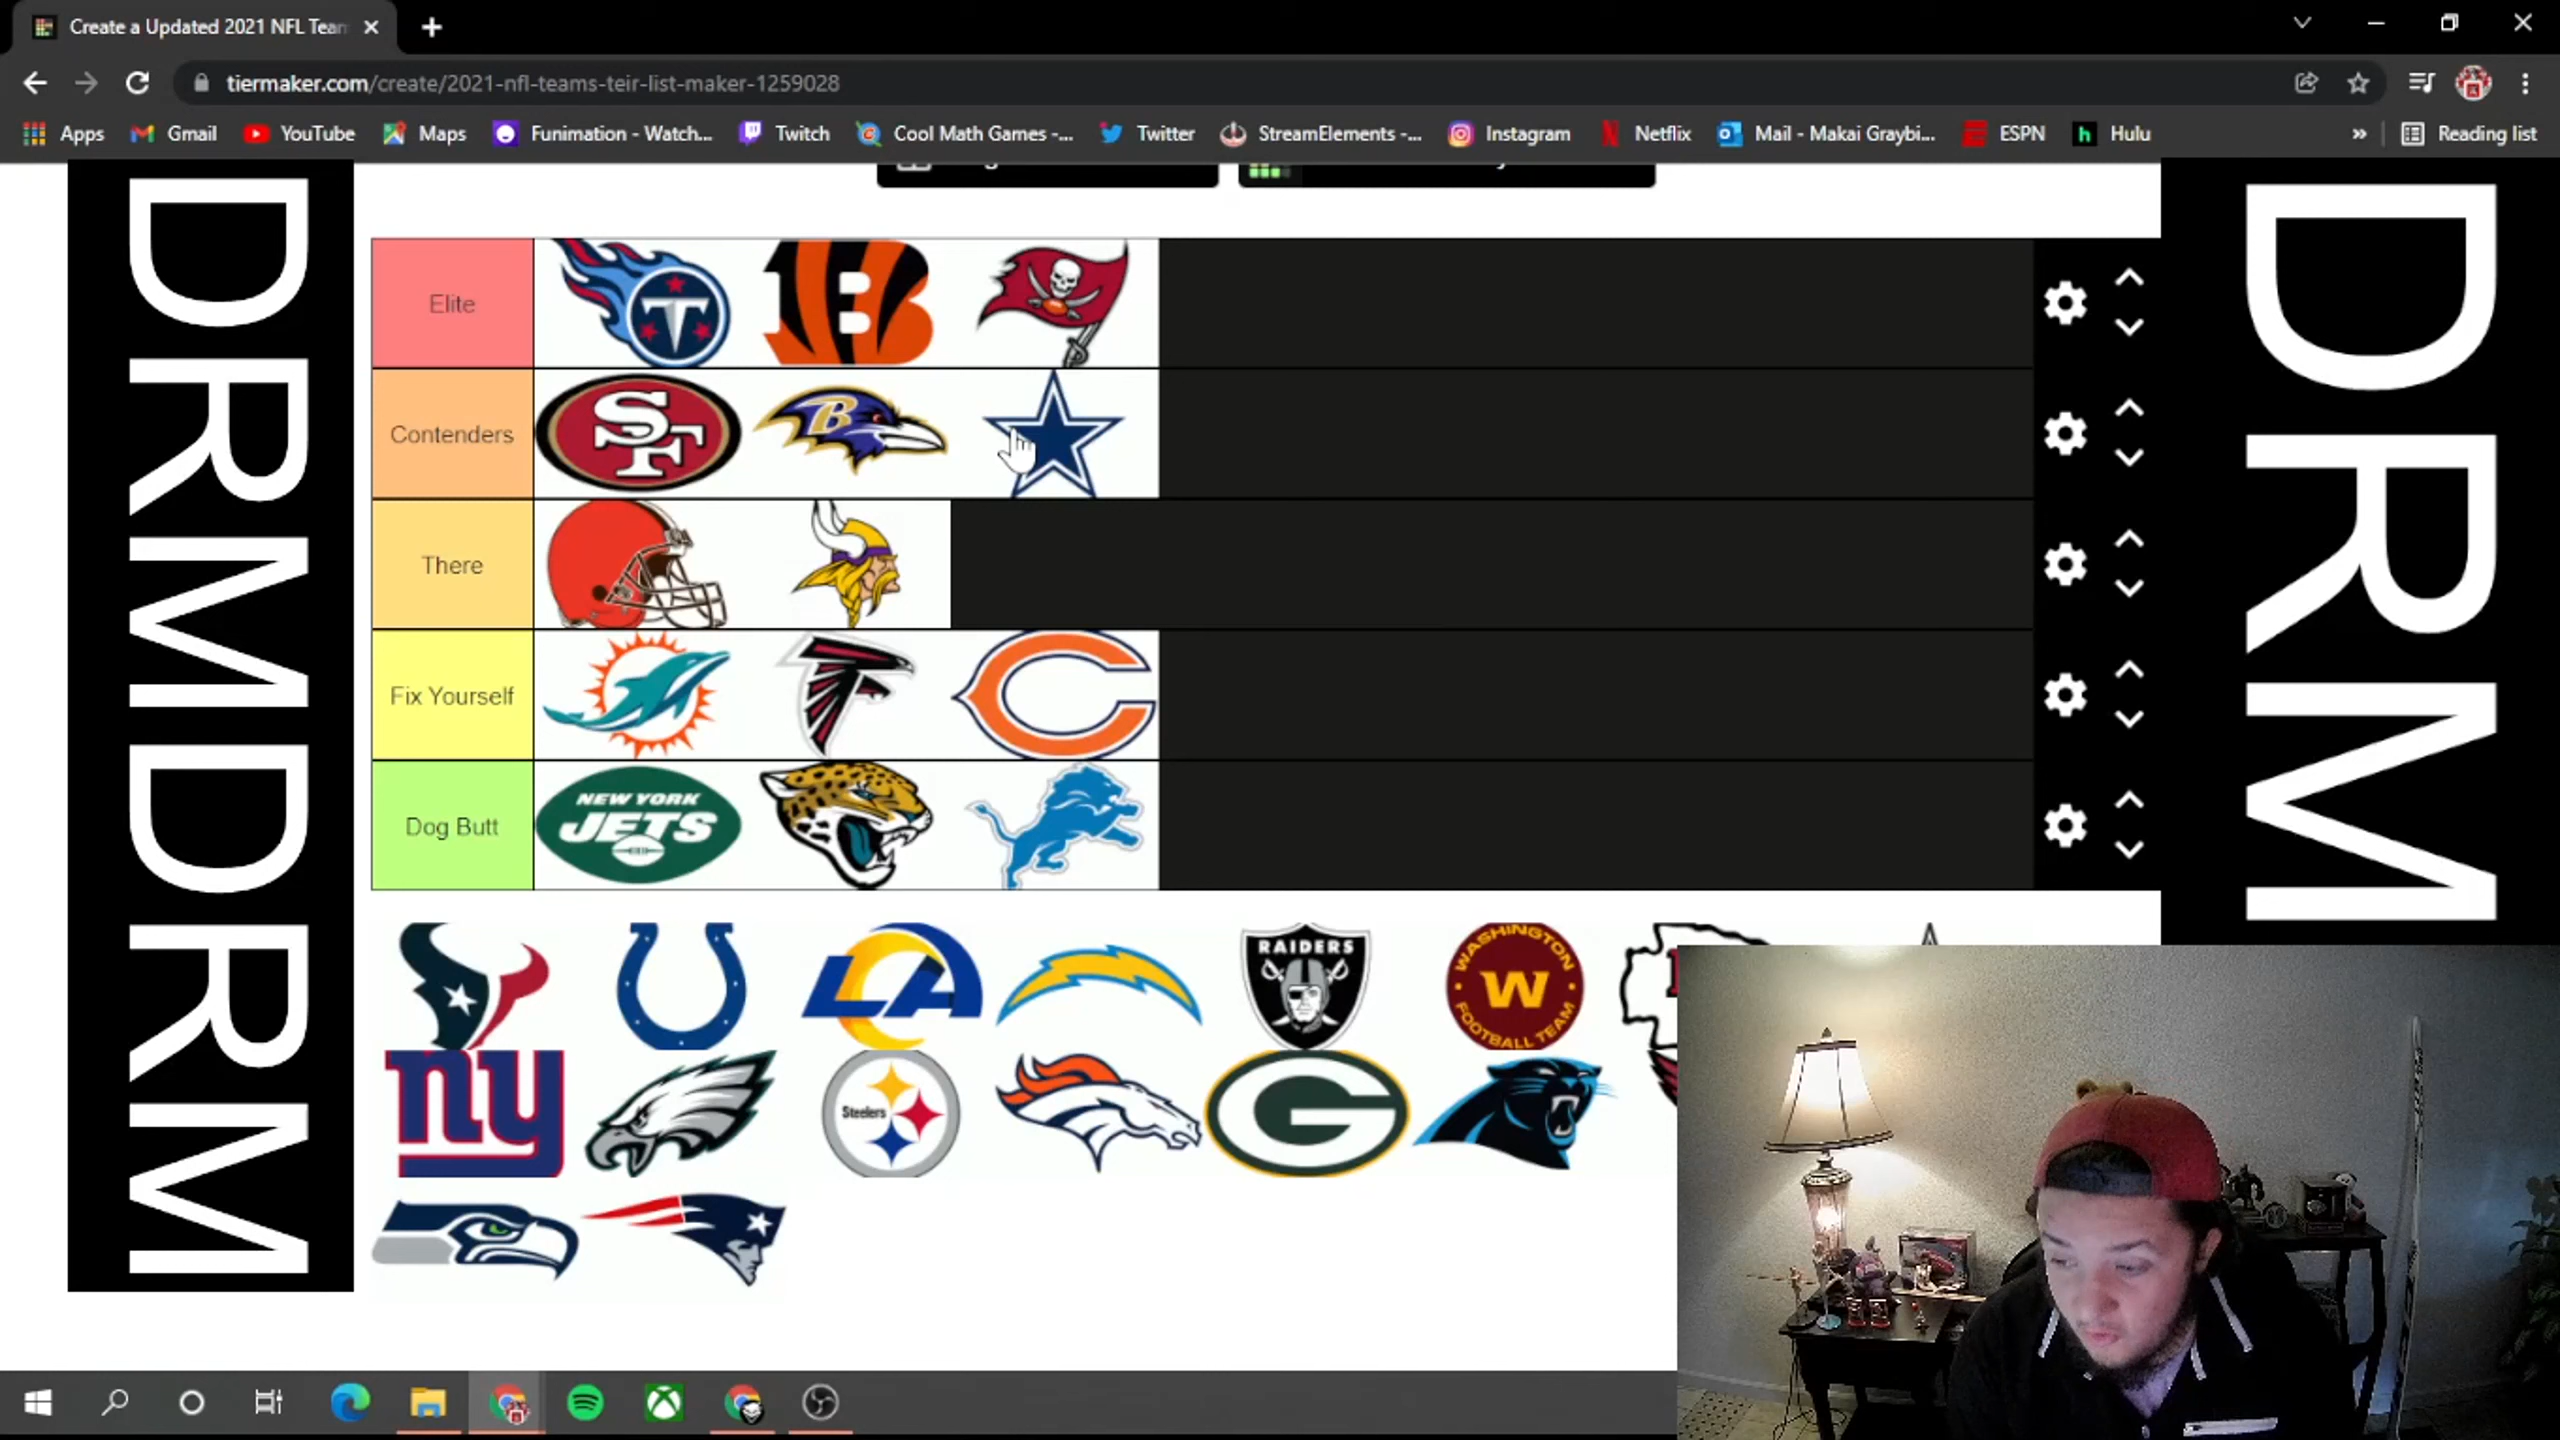 Create a Updated 2021 NFL Tean
tiermaker.com/create/2021-nfl-teams-teir-list-maker-1259028
Apps Gmail YouTube Maps Funimation - Watch... Twitch Cool Math Games -... Twitter StreamElements -... Instagram Netflix Mail - Makai Graybi... ESPN Hulu » Reading list
DRMDRM
DRM
Elite
T
B
Contenders
SF
B
There
Fix Yourself
C
Dog Butt
NEW YORK
JETS
LA
RAIDERS
WASHINGTON
W
FOOTBALL TEAM
ny
Steelers
G